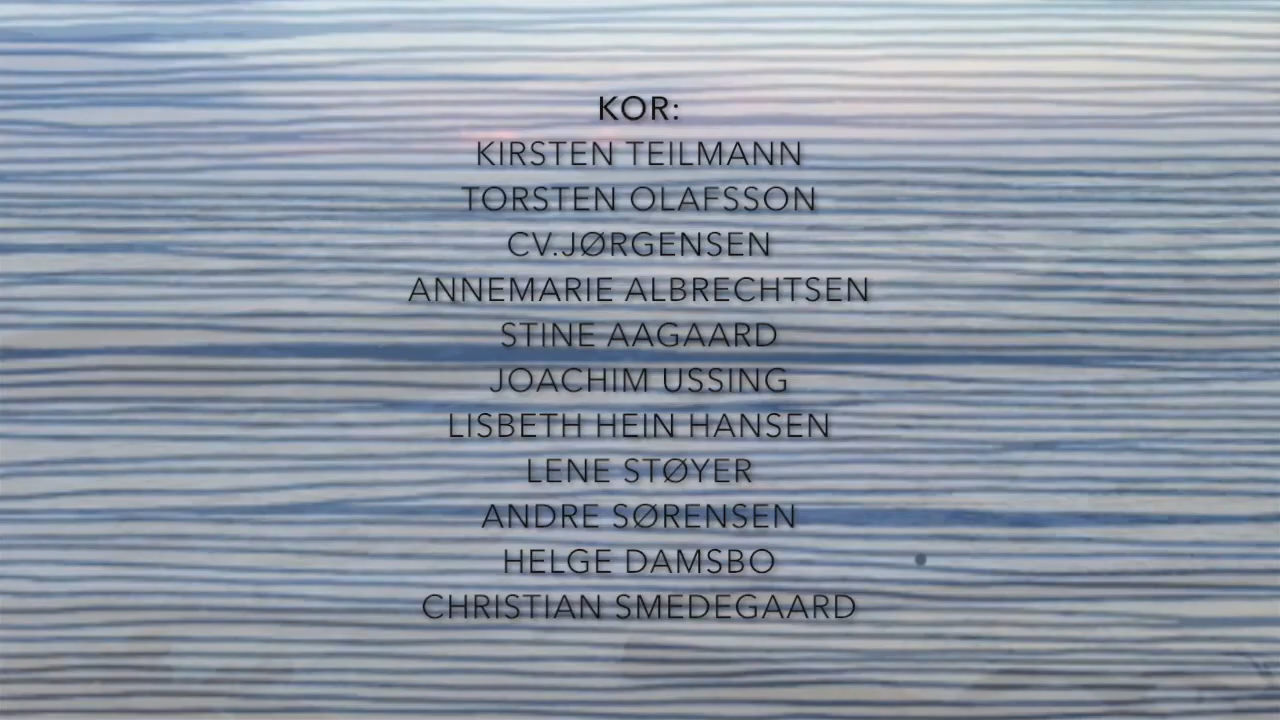 KOR:
KIRSTEN TEILMANN
TORSTEN OLAFSSON
CV.JØRGENSEN
ANNEMARIE ALBRECHTSEN
STINE AAGAARD
JOACHIM USSING
LISBETH HEIN HANSEN
LENE STØYER
ANDRE SØRENSEN
HELGE DAMSBO
CHRISTIAN SMEDEGAARD